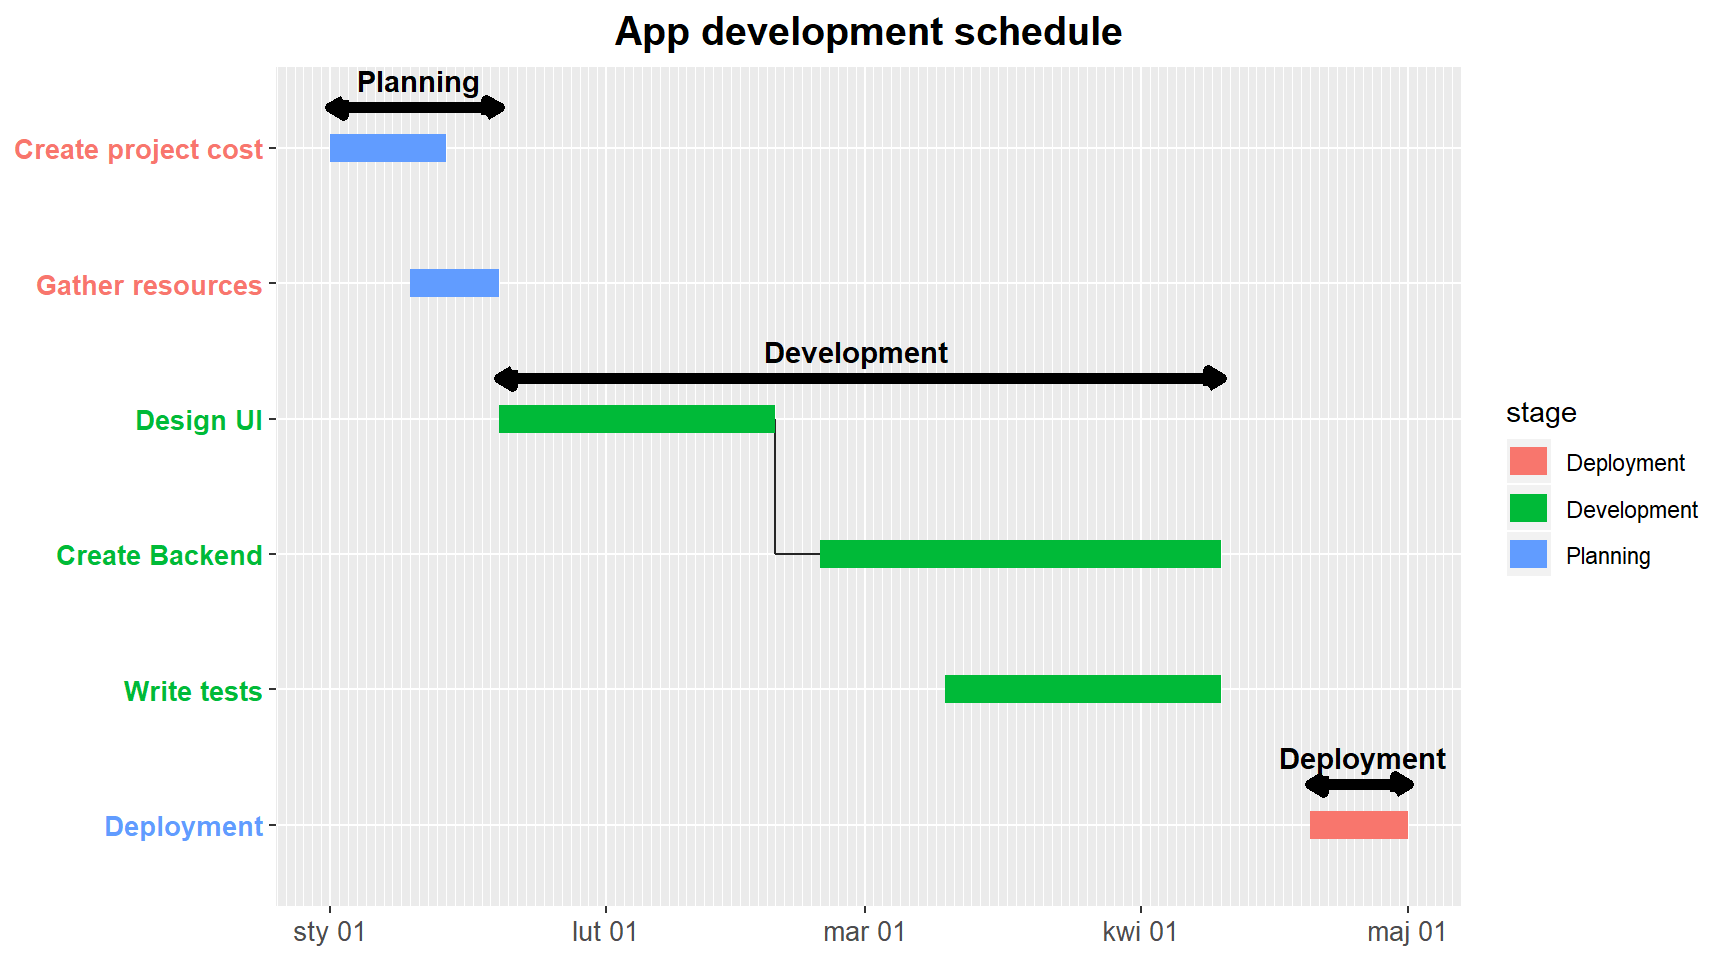 App development schedule
Planning
Create project cost
Gather resources
Development
Design UI
Create Backend
Write tests
Deployment
Deployment
sty 01
lut 01
mar 01
kwi 01
maj 01
stage
Deployment
Development
Planning